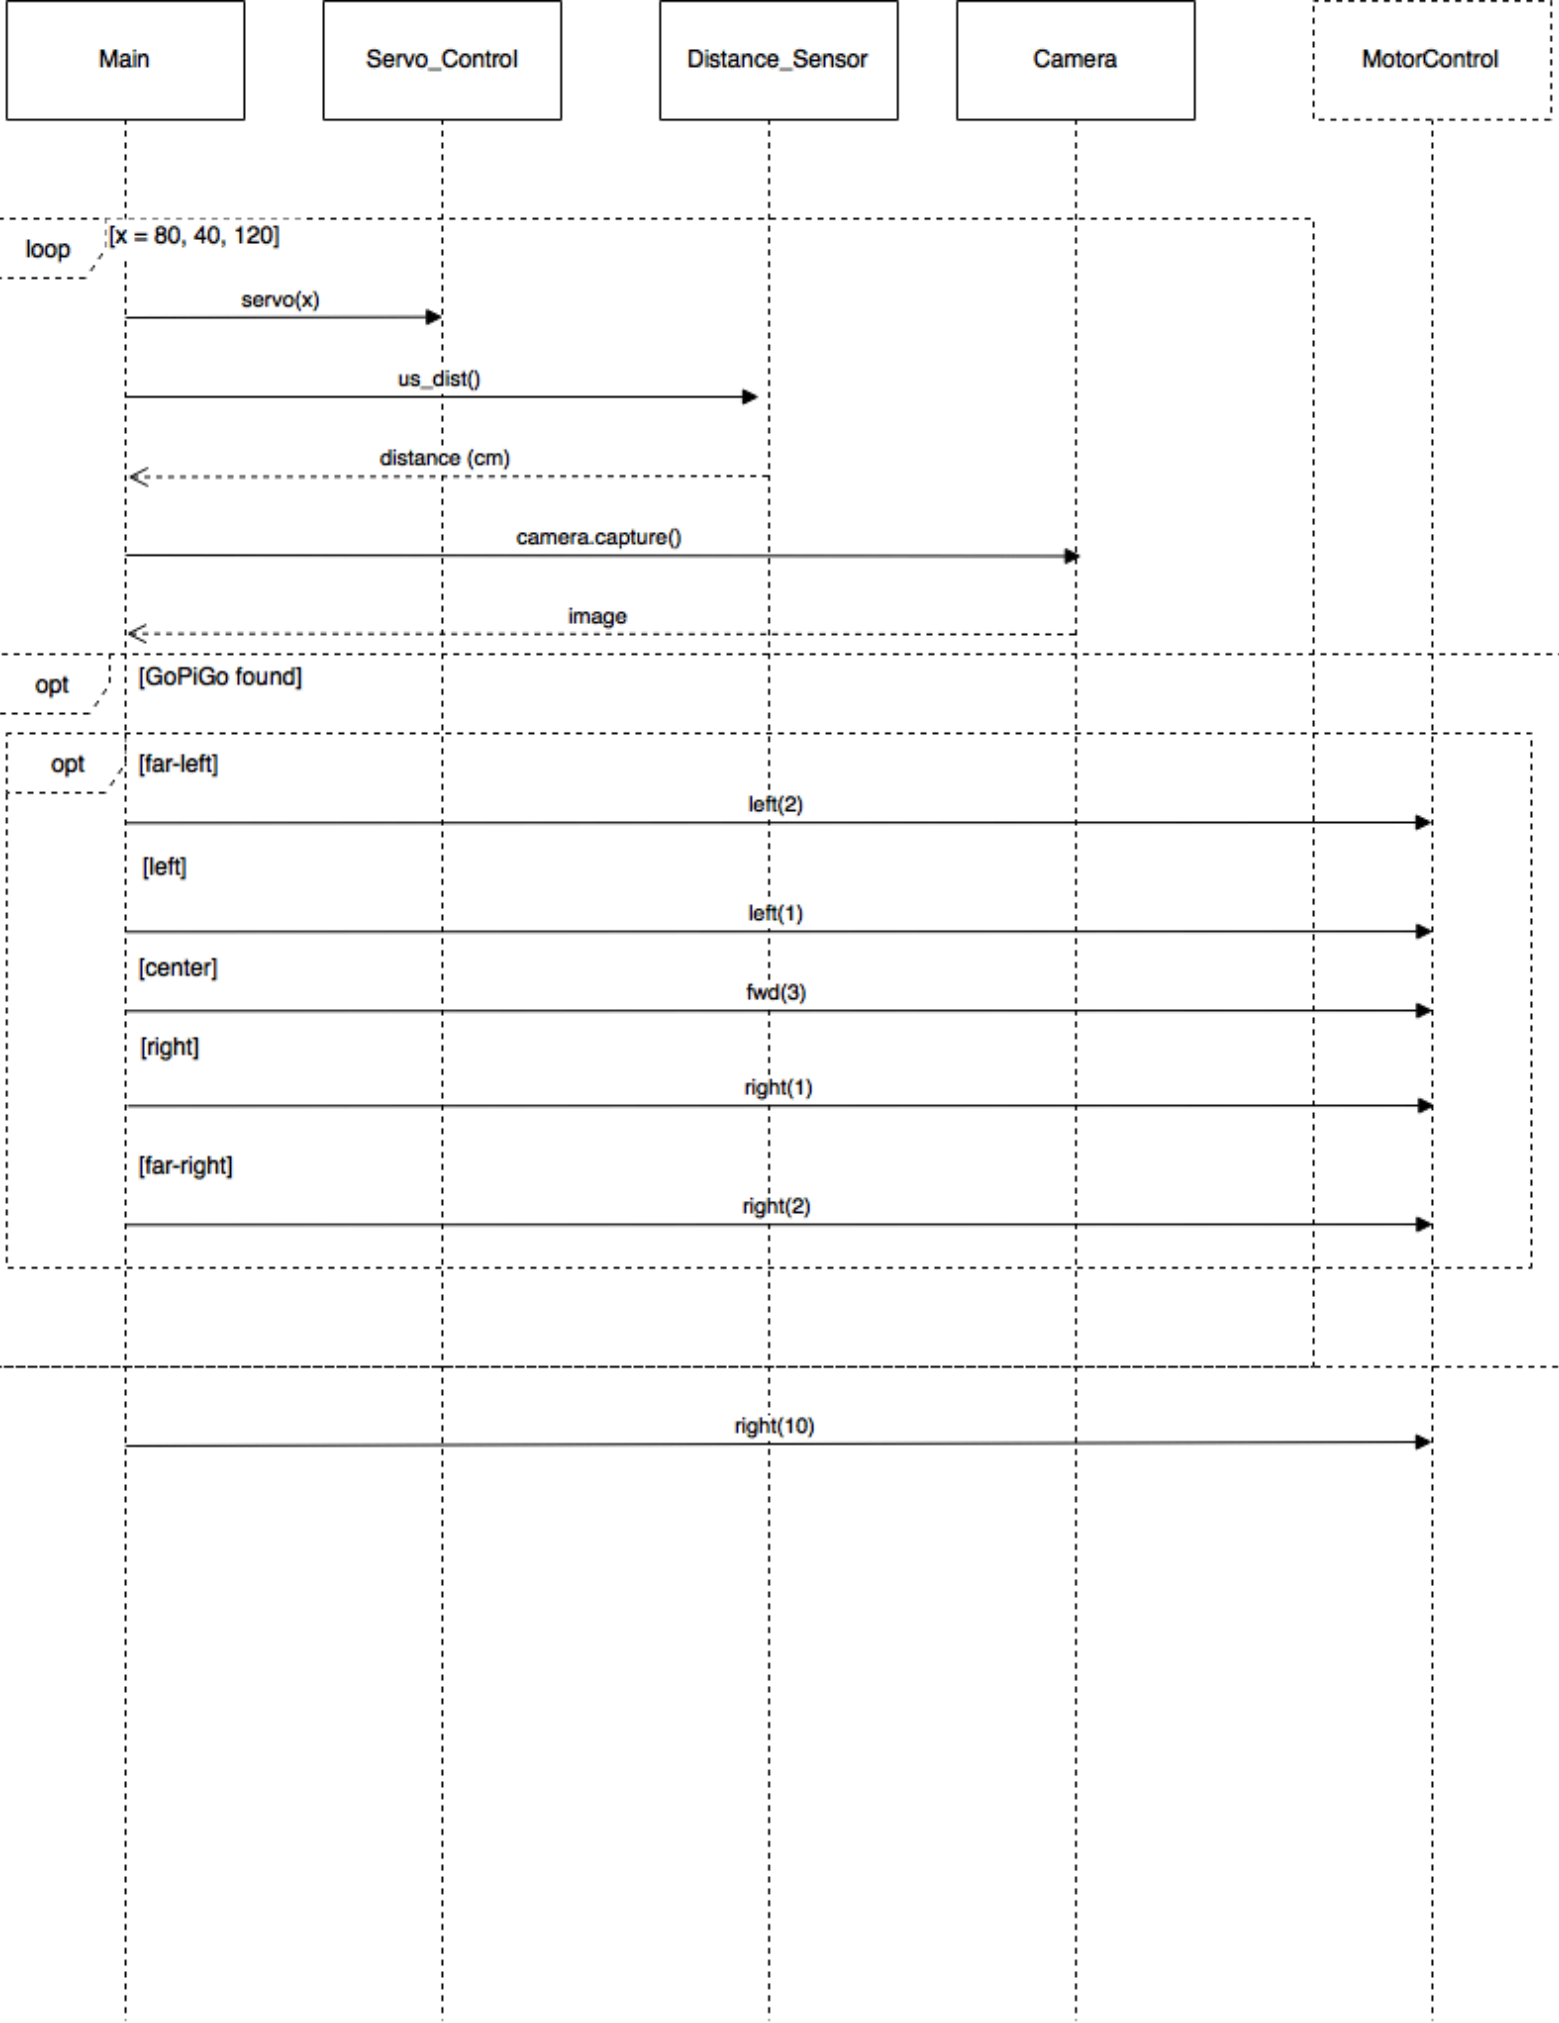 Main
Servo_Control
Distance_Sensor
Camera
MotorControl
loop
[x = 80, 40, 120]
servo(x)
us_dist()
distance (cm)
camera.capture()
image
opt
[GoPiGo found]
opt
[far-left]
left(2)
[left]
left(1)
[center]
fwd(3)
[right]
right(1)
[far-right]
right(2)
right(10)